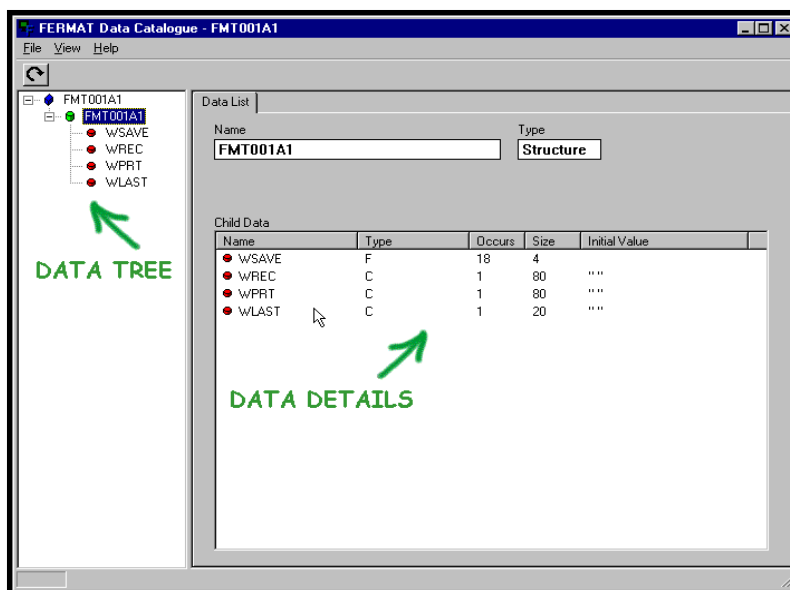 FERMAT Data Catalogue - FMT001A1
File View Help
FMT001A1
FMT001A1
WSAVE
WREC
WPRT
WLAST
DATA TREE
Data List
Name Type
FMT001A1 Structure
Child Data
Name Type Occurs Size Initial Value
WSAVE F 18 4
WREC C 1 80 " "
WPRT C 1 80 " "
WLAST C 1 20 " "
DATA DETAILS